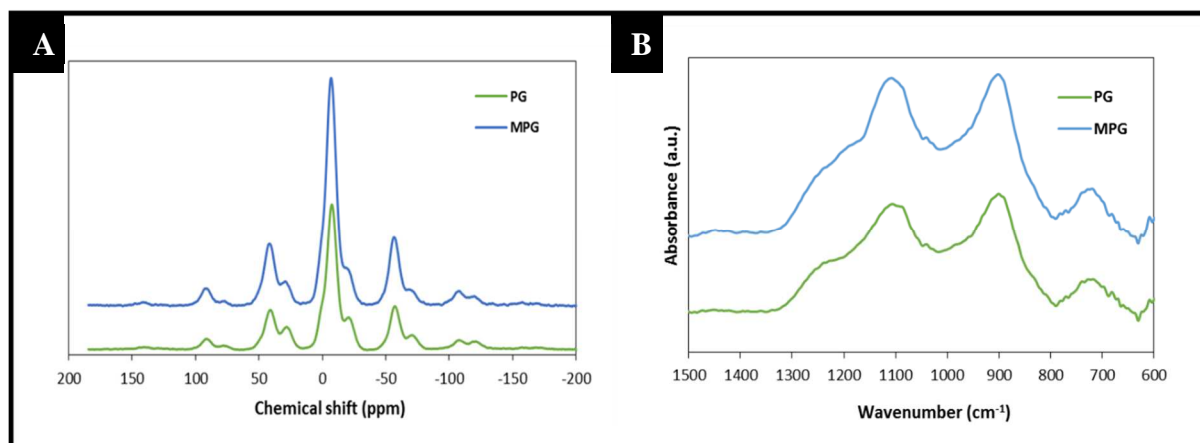 A
PG
MPG
200 150 100 50 0 -50 -100 -150 -200
Chemical shift (ppm)
B
PG
MPG
Absorbance (a.u.)
1500 1400 1300 1200 1100 1000 900 800 700 600
Wavenumber (cm⁻¹)